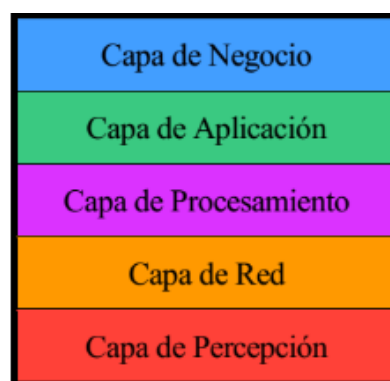 Capa de Negocio
Capa de Aplicación
Capa de Procesamiento
Capa de Red
Capa de Percepción